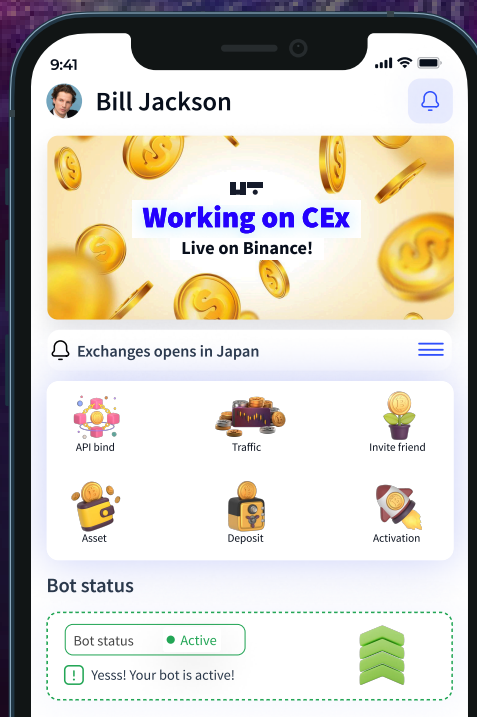 9:41
Bill Jackson
Working on CEx
Live on Binance!
Exchanges opens in Japan
API bind
Traffic
Invite friend
Asset
Deposit
Activation
Bot status
Bot status
Active
! Yesss! Your bot is active!